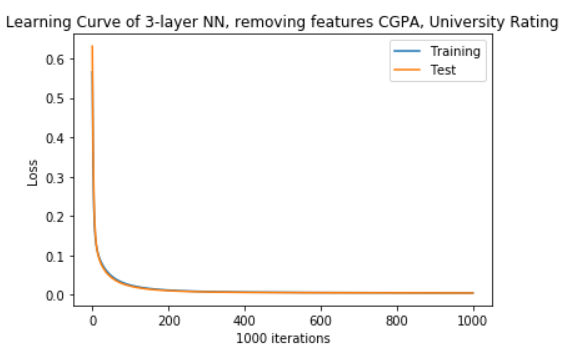 Learning Curve of 3-layer NN, removing features CGPA, University Rating
Training
Test
Loss
0.6
0.5
0.4
0.3
0.2
0.1
0.0
0 200 400 600 800 1000
1000 iterations